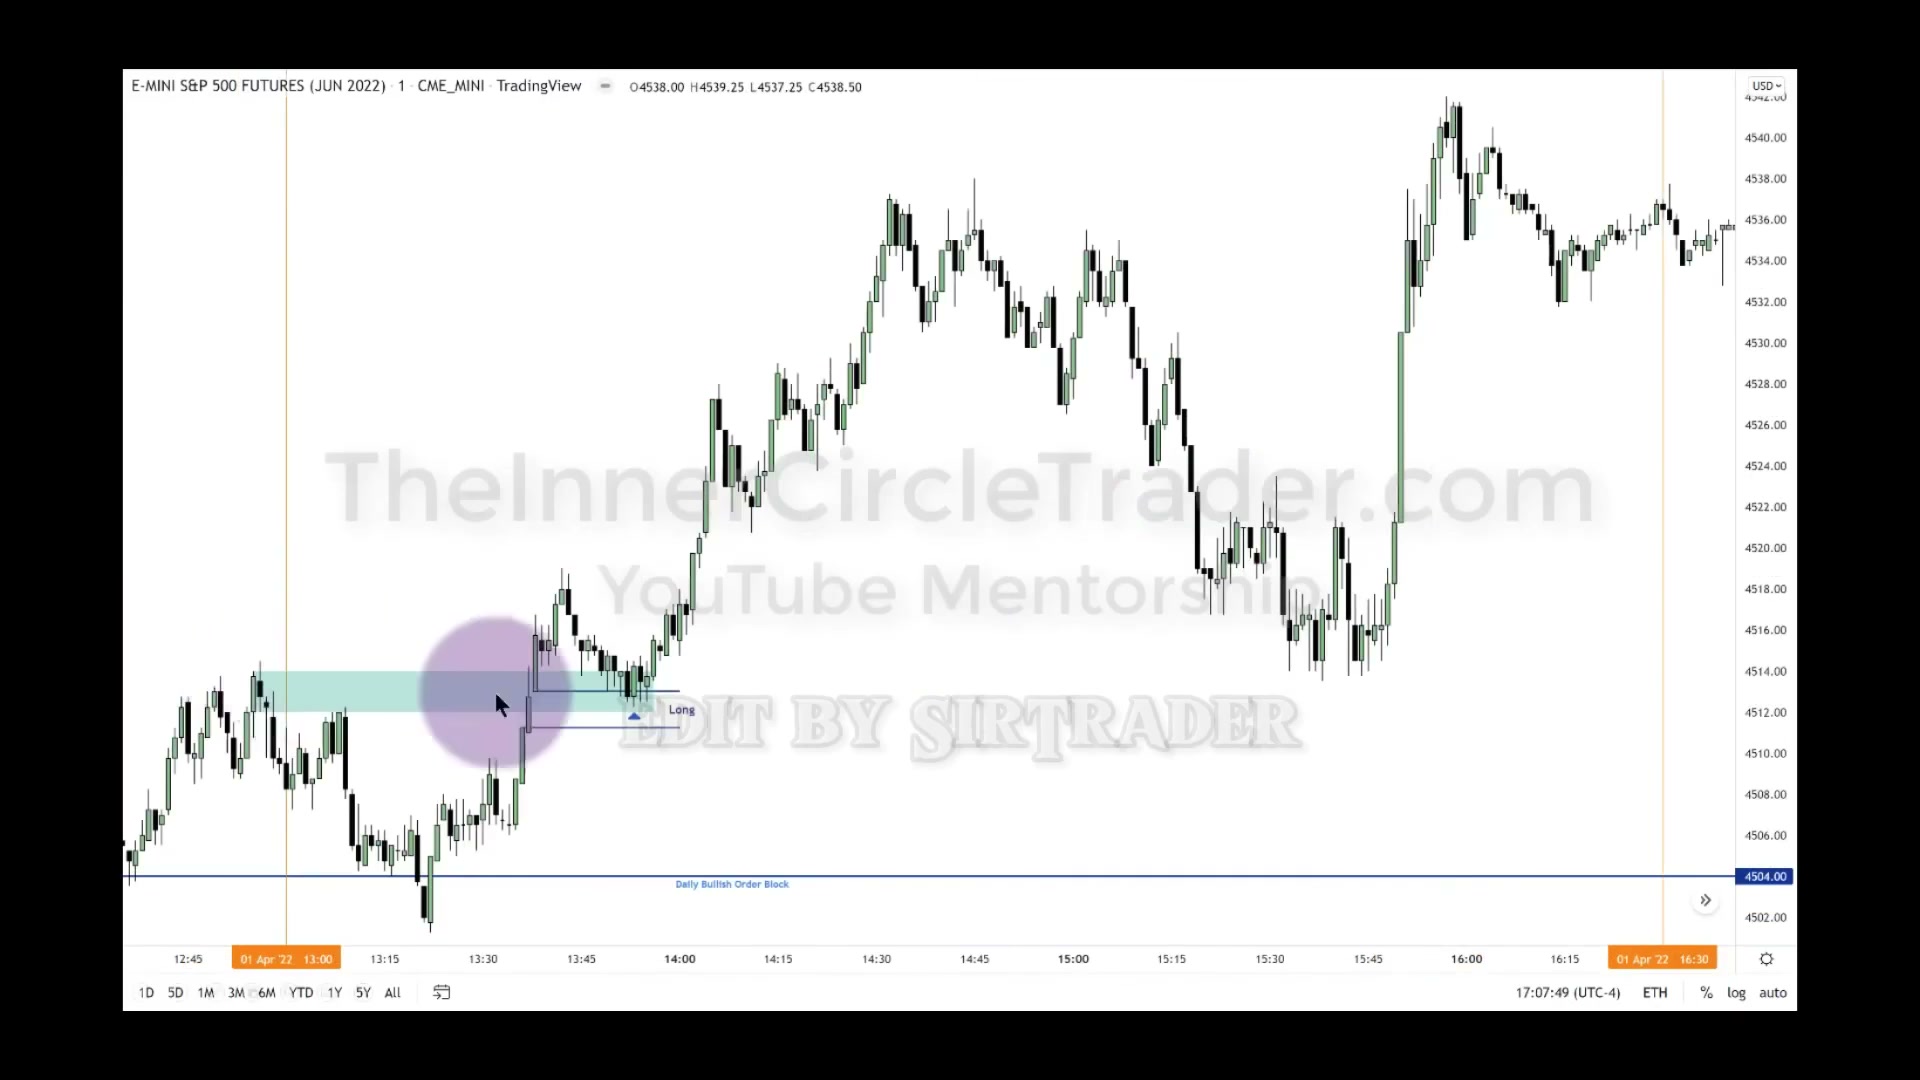 E-MINI S&P 500 FUTURES (JUN 2022) · 1 · CME_MINI · TradingView O4538.00 H4539.25 L4537.25 C4538.50
USD
4542.00
4540.00
4538.00
4536.00
4534.00
4532.00
4530.00
4528.00
4526.00
4524.00
4522.00
4520.00
4518.00
4516.00
4514.00
4512.00
4510.00
4508.00
4506.00
4504.00
4502.00
TheInnerCircleTrader.com
YouTube Mentorship
Long
EDIT BY SIRTRADER
Daily Bullish Order Block
12:45 01 Apr '22 13:00 13:15 13:30 13:45 14:00 14:15 14:30 14:45 15:00 15:15 15:30 15:45 16:00 16:15 01 Apr '22 16:30
1D 5D 1M 3M 6M YTD 1Y 5Y All 17:07:49 (UTC-4) ETH % log auto